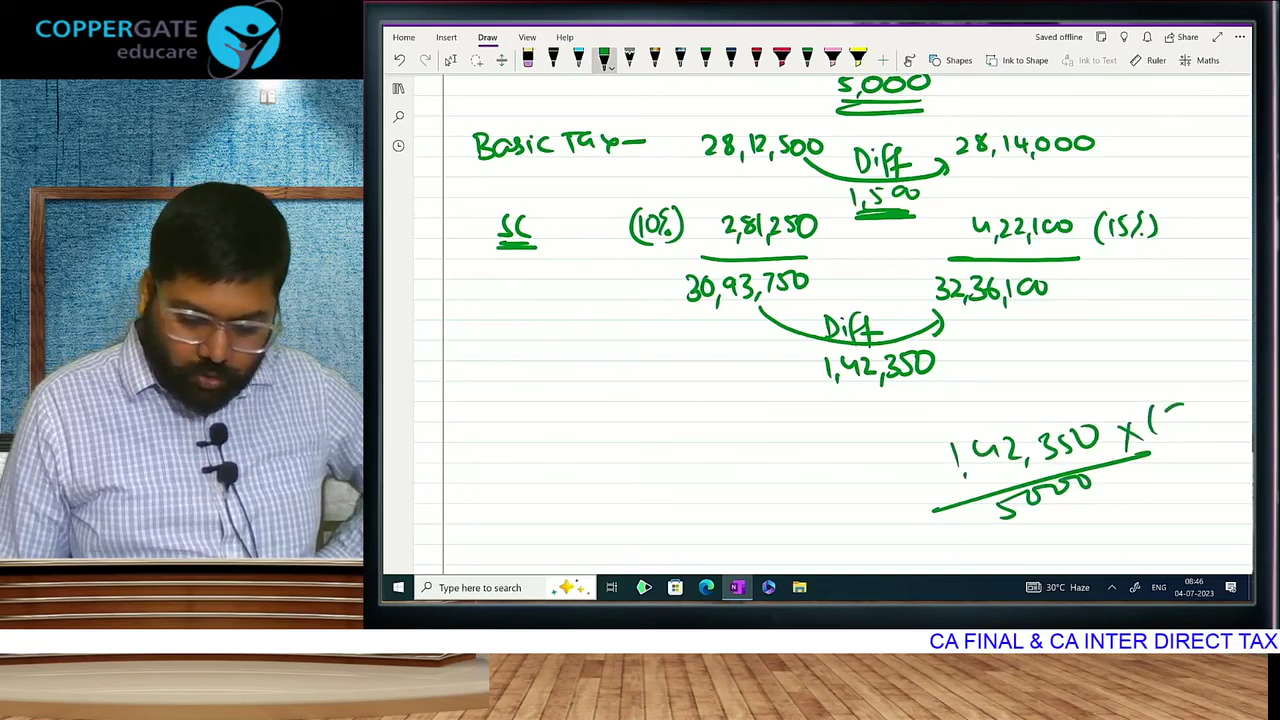 COPPERGATE
educare
Home Insert Draw View Help
Saved offline Share
Shapes Ink to Shape Ink to Text Ruler Maths
5,000
Basic Tax— 28,12,500 28,14,000
Diff
1,500
SC (10%) 2,81,250 4,22,100 (15%)
30,93,750 32,36,100
Diff
1,42,350
1,42,350 ×
5000
Type here to search
30°C Haze ENG 08:46
04-07-2023
CA FINAL & CA INTER DIRECT TAX